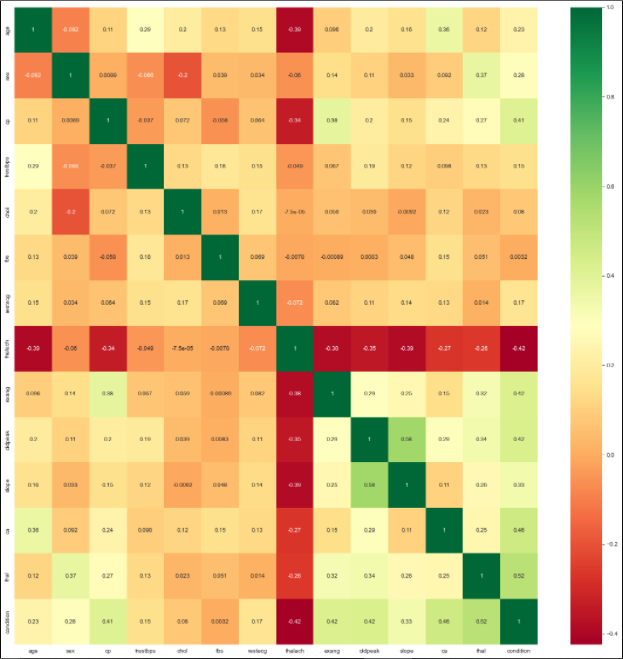 age 1 -0.092 0.11 0.29 0.2 0.13 0.15 -0.39 0.096 0.2 0.16 0.36 0.12 0.23
sex -0.092 1 0.0089 -0.066 -0.2 0.039 0.034 -0.06 0.14 0.11 0.033 0.092 0.37 0.28
cp 0.11 0.0089 1 -0.037 0.072 -0.058 0.064 -0.34 0.38 0.2 0.15 0.24 0.27 0.41
trestbps 0.29 -0.066 -0.037 1 0.13 0.18 0.15 -0.049 0.067 0.19 0.12 0.098 0.13 0.15
chol 0.2 -0.2 0.072 0.13 1 0.013 0.17 -7.5e-05 0.059 0.039 -0.0092 0.12 0.023 0.08
fbs 0.13 0.039 -0.058 0.18 0.013 1 0.069 -0.0078 -0.00089 0.0083 0.048 0.15 0.051 0.0032
restecg 0.15 0.034 0.064 0.15 0.17 0.069 1 -0.072 0.082 0.11 0.14 0.13 0.014 0.17
thalach -0.39 -0.06 -0.34 -0.049 -7.5e-05 -0.0078 -0.072 1 -0.38 -0.35 -0.39 -0.27 -0.26 -0.42
exang 0.096 0.14 0.38 0.067 0.059 -0.00089 0.082 -0.38 1 0.29 0.25 0.15 0.32 0.42
oldpeak 0.2 0.11 0.2 0.19 0.039 0.0083 0.11 -0.35 0.29 1 0.58 0.29 0.34 0.42
slope 0.16 0.033 0.15 0.12 -0.0092 0.048 0.14 -0.39 0.25 0.58 1 0.11 0.26 0.33
ca 0.36 0.092 0.24 0.098 0.12 0.15 0.13 -0.27 0.15 0.29 0.11 1 0.25 0.46
thal 0.12 0.37 0.27 0.13 0.023 0.051 0.014 -0.26 0.32 0.34 0.26 0.25 1 0.52
condition 0.23 0.28 0.41 0.15 0.08 0.0032 0.17 -0.42 0.42 0.42 0.33 0.46 0.52 1
age sex cp trestbps chol fbs restecg thalach exang oldpeak slope ca thal condition
1.0
0.8
0.6
0.4
0.2
0.0
-0.2
-0.4